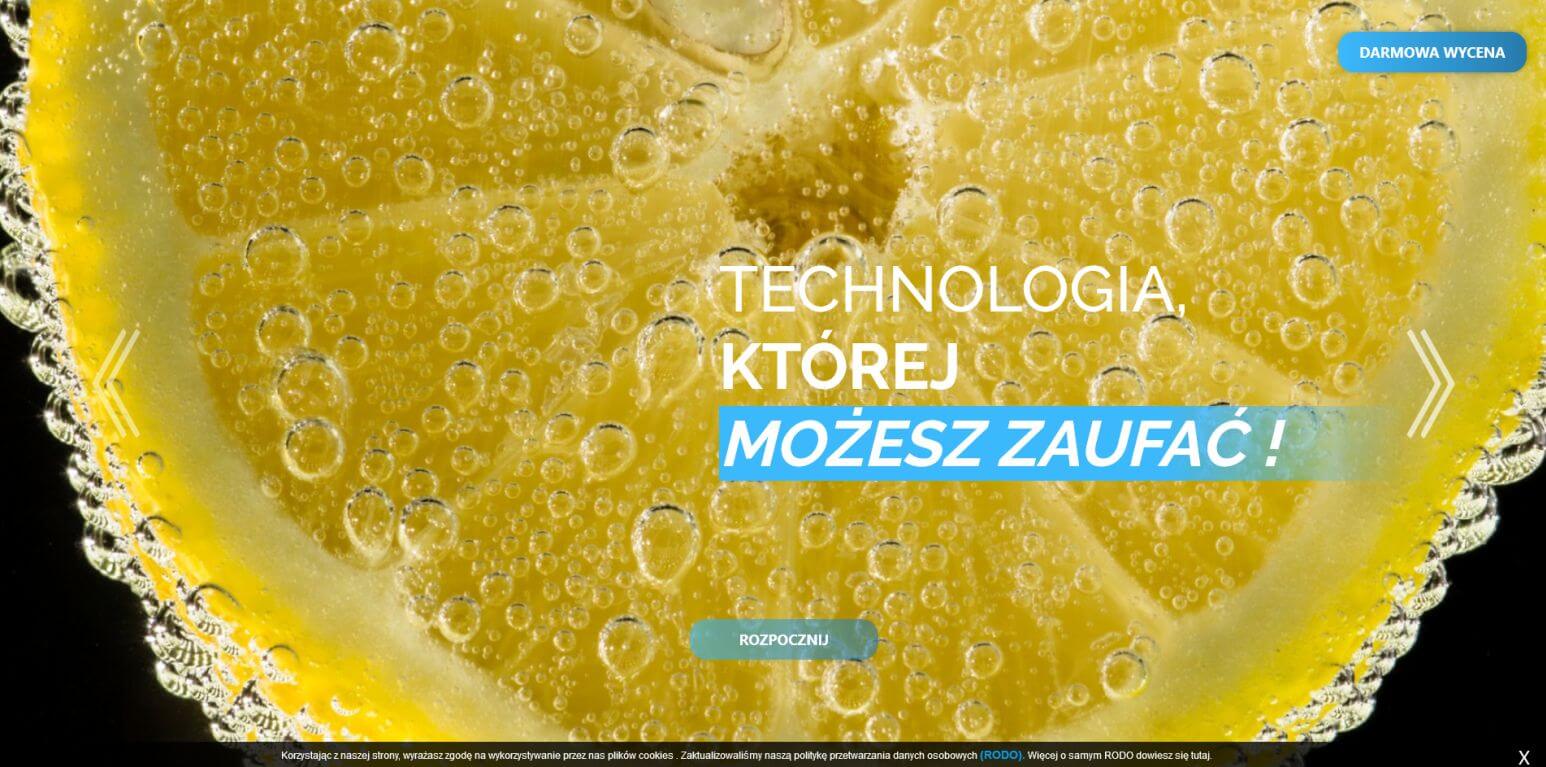 DARMOWA WYCENA
TECHNOLOGIA,
KTÓREJ
MOŻESZ ZAUFAĆ !
ROZPOCZNIJ
Korzystając z naszej strony, wyrażasz zgodę na wykorzystywanie przez nas plików cookies . Zaktualizowaliśmy naszą politykę przetwarzania danych osobowych (RODO). Więcej o samym RODO dowiesz się tutaj.
X